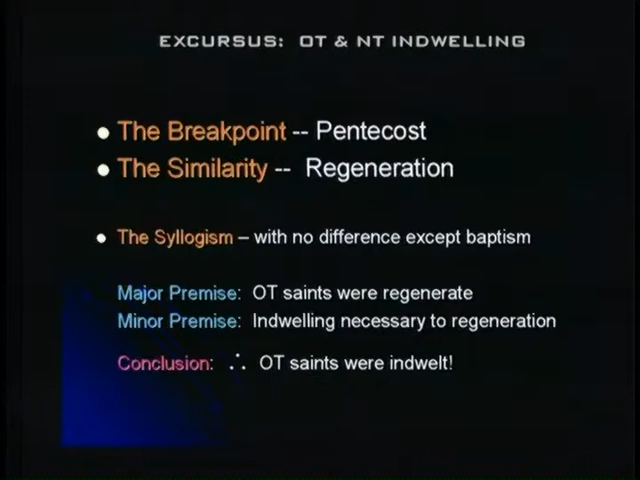 EXCURSUS: OT & NT INDWELLING
● The Breakpoint -- Pentecost
● The Similarity -- Regeneration
● The Syllogism – with no difference except baptism
Major Premise: OT saints were regenerate
Minor Premise: Indwelling necessary to regeneration
Conclusion: ∴ OT saints were indwelt!